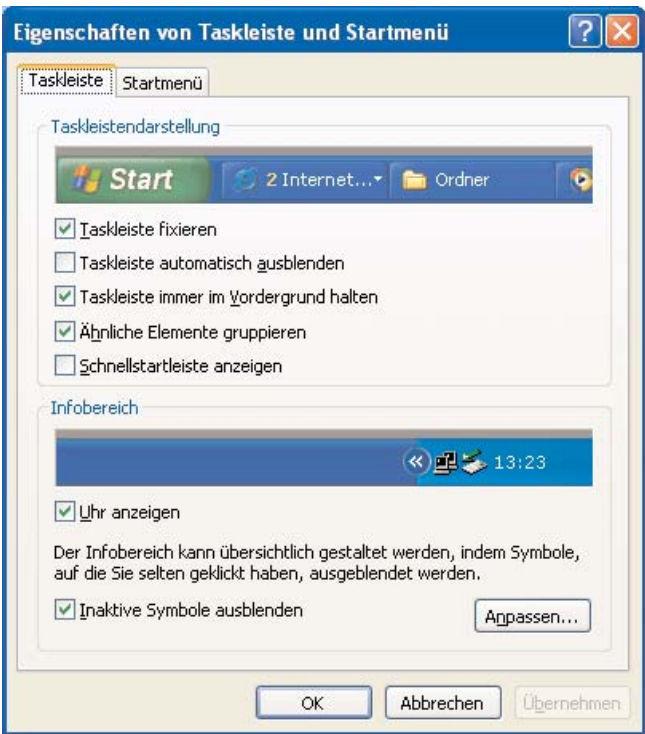 Eigenschaften von Taskleiste und Startmenü
Taskleiste Startmenü
Taskleistendarstellung
Start 2 Internet... Ordner
Taskleiste fixieren
Taskleiste automatisch ausblenden
Taskleiste immer im Vordergrund halten
Ähnliche Elemente gruppieren
Schnellstartleiste anzeigen
Infobereich
13:23
Uhr anzeigen
Der Infobereich kann übersichtlich gestaltet werden, indem Symbole,
auf die Sie selten geklickt haben, ausgeblendet werden.
Inaktive Symbole ausblenden Anpassen...
OK Abbrechen Übernehmen